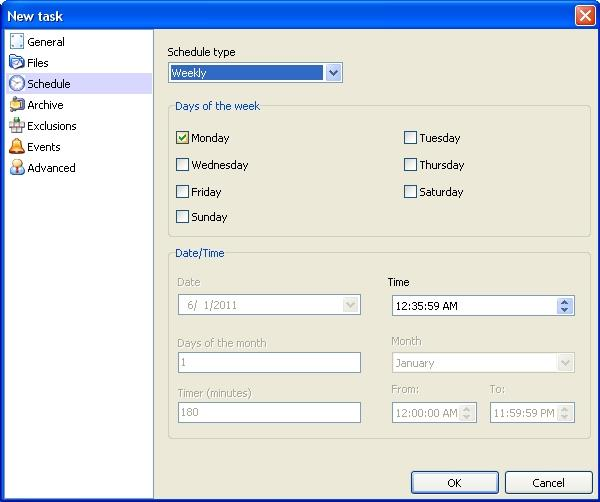 New task
General
Files
Schedule
Archive
Exclusions
Events
Advanced
Schedule type
Weekly
Days of the week
Monday
Tuesday
Wednesday
Thursday
Friday
Saturday
Sunday
Date/Time
Date
Time
6/ 1/2011
12:35:59 AM
Days of the month
Month
1
January
Timer (minutes)
From:
To:
180
12:00:00 AM
11:59:59 PM
OK
Cancel